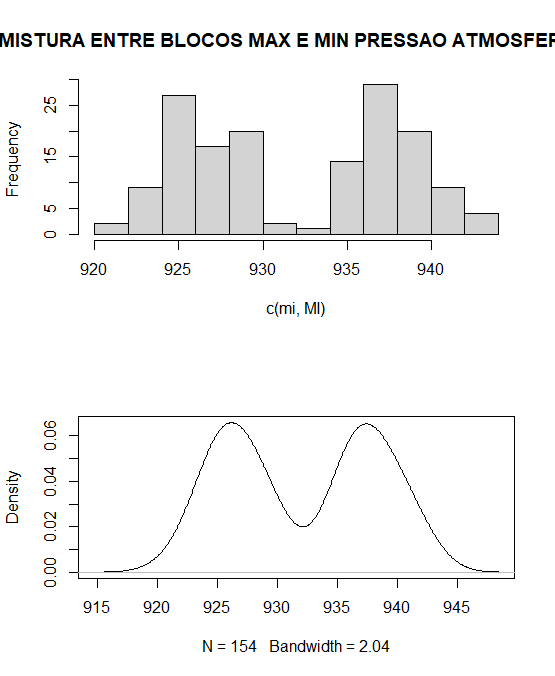 MISTURA ENTRE BLOCOS MAX E MIN PRESSAO ATMOSFER
Frequency
25
15
5
0
920 925 930 935 940
c(mi, MI)
Density
0.06
0.04
0.02
0.00
915 920 925 930 935 940 945
N = 154 Bandwidth = 2.04